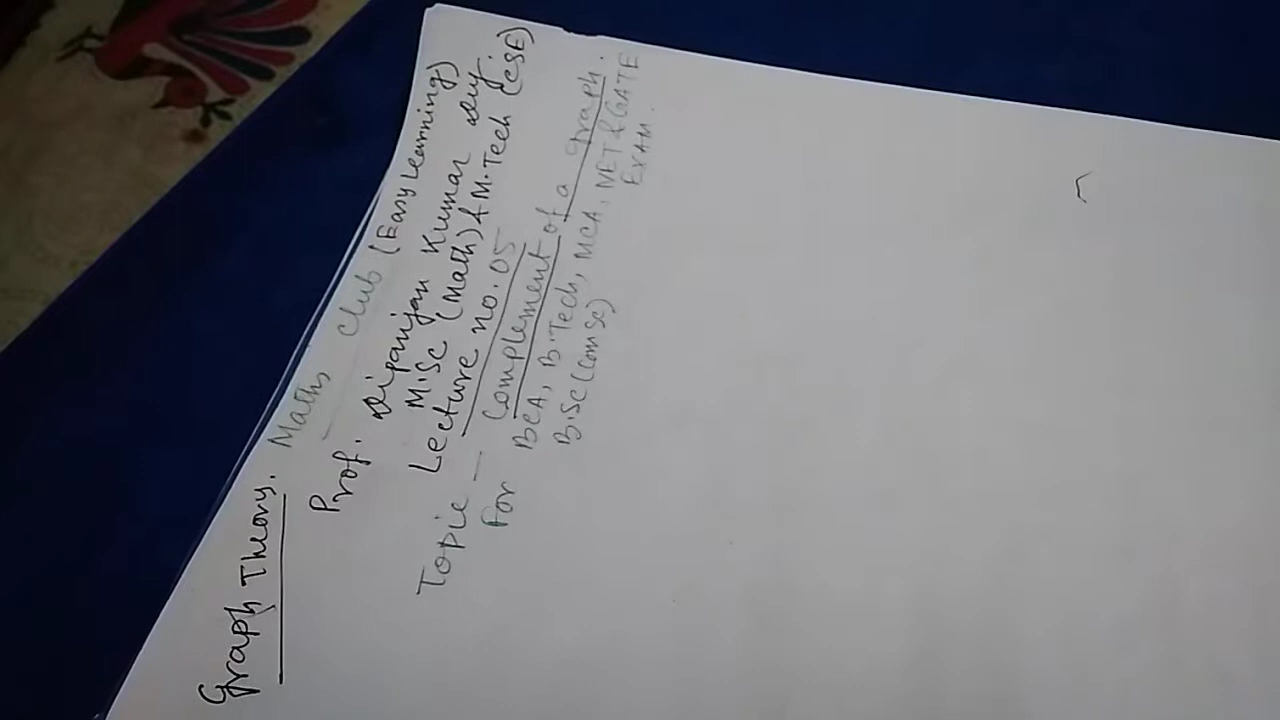 Graph Theory. Maths Club (Easy Learning)
Prof. Dipanjan Kumar Dey.
M.Sc (Math) & M.Tech (CSE)
Lecture no. 05
Topic — Complement of a graph.
For BCA, B.Tech, MCA, NET & GATE
EXAM.
B.Sc (Com Sc)